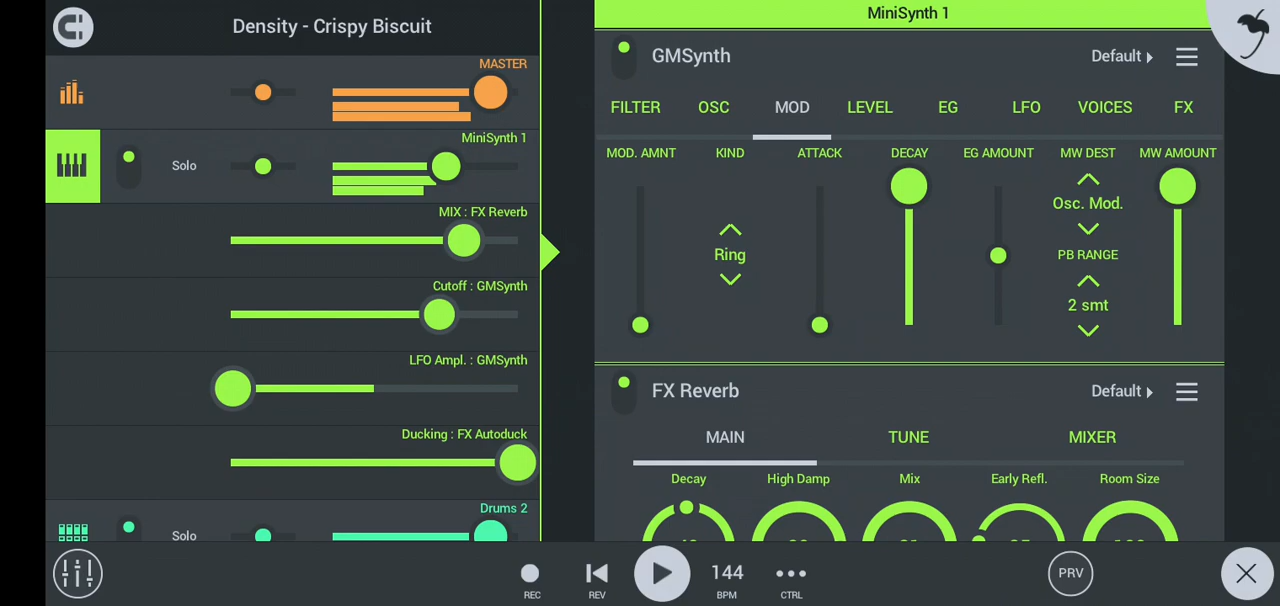 Density - Crispy Biscuit
MASTER
MiniSynth 1
Solo
MIX : FX Reverb
Cutoff : GMSynth
LFO Ampl. : GMSynth
Ducking : FX Autoduck
Drums 2
Solo
MiniSynth 1
GMSynth
Default
FILTER OSC MOD LEVEL EG LFO VOICES FX
MOD. AMNT KIND ATTACK DECAY EG AMOUNT MW DEST MW AMOUNT
Osc. Mod.
Ring
PB RANGE
2 smt
FX Reverb
Default
MAIN TUNE MIXER
Decay High Damp Mix Early Refl. Room Size
REC
REV
144
BPM
CTRL
PRV